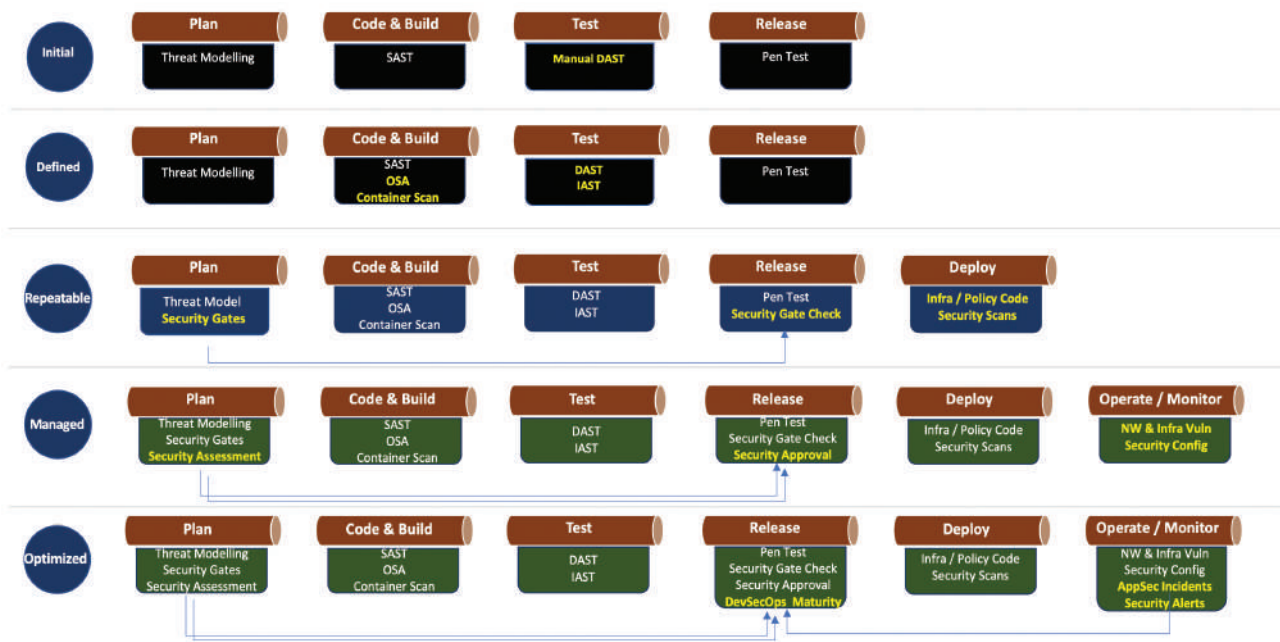 Plan
Code & Build
Test
Release
Initial
Threat Modelling
SAST
Manual DAST
Pen Test
Plan
Code & Build
Test
Release
Defined
Threat Modelling
SAST
OSA
Container Scan
DAST
IAST
Pen Test
Plan
Code & Build
Test
Release
Deploy
Repeatable
Threat Model
Security Gates
SAST
OSA
Container Scan
DAST
IAST
Pen Test
Security Gate Check
Infra / Policy Code
Security Scans
Plan
Code & Build
Test
Release
Deploy
Operate / Monitor
Managed
Threat Modelling
Security Gates
Security Assessment
SAST
OSA
Container Scan
DAST
IAST
Pen Test
Security Gate Check
Security Approval
Infra / Policy Code
Security Scans
NW & Infra Vuln
Security Config
Plan
Code & Build
Test
Release
Deploy
Operate / Monitor
Optimized
Threat Modelling
Security Gates
Security Assessment
SAST
OSA
Container Scan
DAST
IAST
Pen Test
Security Gate Check
Security Approval
DevSecOps Maturity
Infra / Policy Code
Security Scans
NW & Infra Vuln
Security Config
AppSec Incidents
Security Alerts